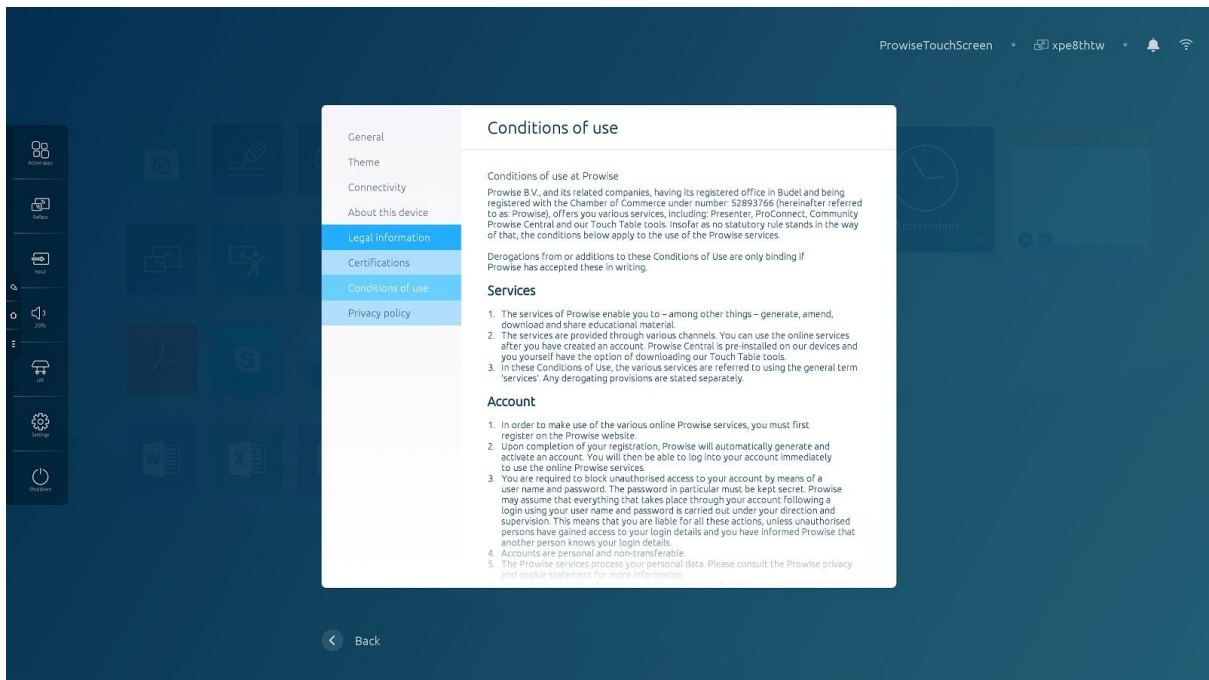 ProwiseTouchScreen • xpe8thtw •
Active apps
Reflect
Input
20%
Lift
Settings
Shutdown
General
Theme
Connectivity
About this device
Legal information
Certifications
Conditions of use
Privacy policy
Conditions of use
Conditions of use at Prowise
Prowise B.V., and its related companies, having its registered office in Budel and being
registered with the Chamber of Commerce under number: 52893766 (hereinafter referred
to as: Prowise), offers you various services, including: Presenter, ProConnect, Community
Prowise Central and our Touch Table tools. Insofar as no statutory rule stands in the way
of that, the conditions below apply to the use of the Prowise services.
Derogations from or additions to these Conditions of Use are only binding if
Prowise has accepted these in writing.
Services
1. The services of Prowise enable you to – among other things – generate, amend,
download and share educational material.
2. The services are provided through various channels. You can use the online services
after you have created an account. Prowise Central is pre-installed on our devices and
you yourself have the option of downloading our Touch Table tools.
3. In these Conditions of Use, the various services are referred to using the general term
'services'. Any derogating provisions are stated separately.
Account
1. In order to make use of the various online Prowise services, you must first
register on the Prowise website.
2. Upon completion of your registration, Prowise will automatically generate and
activate an account. You will then be able to log into your account immediately
to use the online Prowise services.
3. You are required to block unauthorised access to your account by means of a
user name and password. The password in particular must be kept secret. Prowise
may assume that everything that takes place through your account following a
login using your user name and password is carried out under your direction and
supervision. This means that you are liable for all these actions, unless unauthorised
persons have gained access to your login details and you have informed Prowise that
another person knows your login details.
4. Accounts are personal and non-transferable.
5. The Prowise services process your personal data. Please consult the Prowise privacy
and cookie statement for more information.
Amsterdam
Back